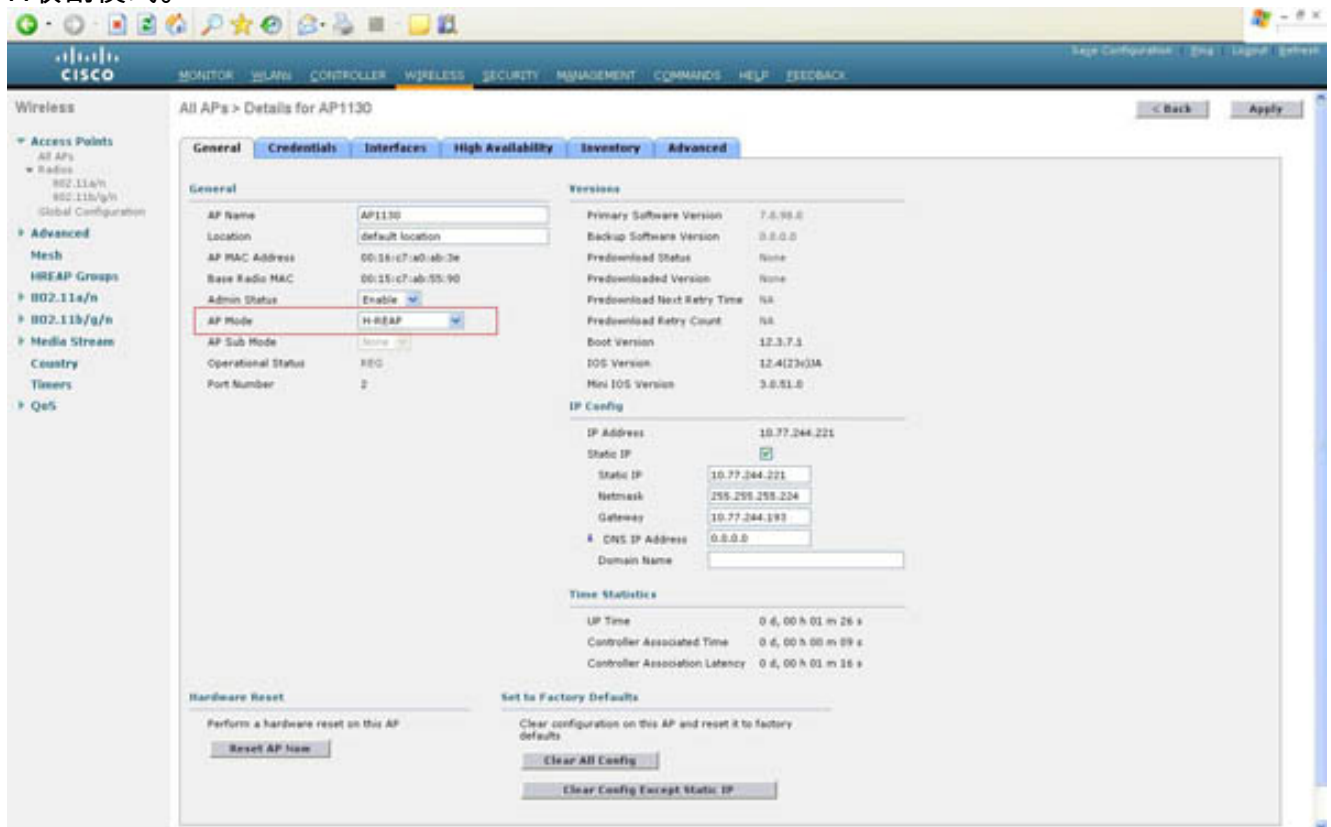 CISCO
MONITOR WLANs CONTROLLER WIRELESS SECURITY MANAGEMENT COMMANDS HELP FEEDBACK
Save Configuration Ping Logout Refresh
Wireless
Access Points
All APs
Radios
802.11a/n
802.11b/g/n
Global Configuration
Advanced
Mesh
HREAP Groups
802.11a/n
802.11b/g/n
Media Stream
Country
Timers
QoS
All APs > Details for AP1130
< Back
Apply
General Credentials Interfaces High Availability Inventory Advanced
General
AP Name AP1130
Location default location
AP MAC Address 00:16:c7:a0:ab:3e
Base Radio MAC 00:15:c7:ab:55:90
Admin Status Enable
AP Mode H-REAP
AP Sub Mode None
Operational Status REG
Port Number 2
Versions
Primary Software Version 7.0.98.0
Backup Software Version 0.0.0.0
Predownload Status None
Predownloaded Version None
Predownload Next Retry Time NA
Predownload Retry Count NA
Boot Version 12.3.7.1
IOS Version 12.4(23c)JA
Mini IOS Version 3.0.51.0
IP Config
IP Address 10.77.244.221
Static IP
Static IP 10.77.244.221
Netmask 255.255.255.224
Gateway 10.77.244.193
DNS IP Address 0.0.0.0
Domain Name
Time Statistics
UP Time 0 d, 00 h 01 m 26 s
Controller Associated Time 0 d, 00 h 00 m 09 s
Controller Association Latency 0 d, 00 h 01 m 16 s
Hardware Reset
Perform a hardware reset on this AP
Reset AP Now
Set to Factory Defaults
Clear configuration on this AP and reset it to factory
defaults
Clear All Config
Clear Config Except Static IP